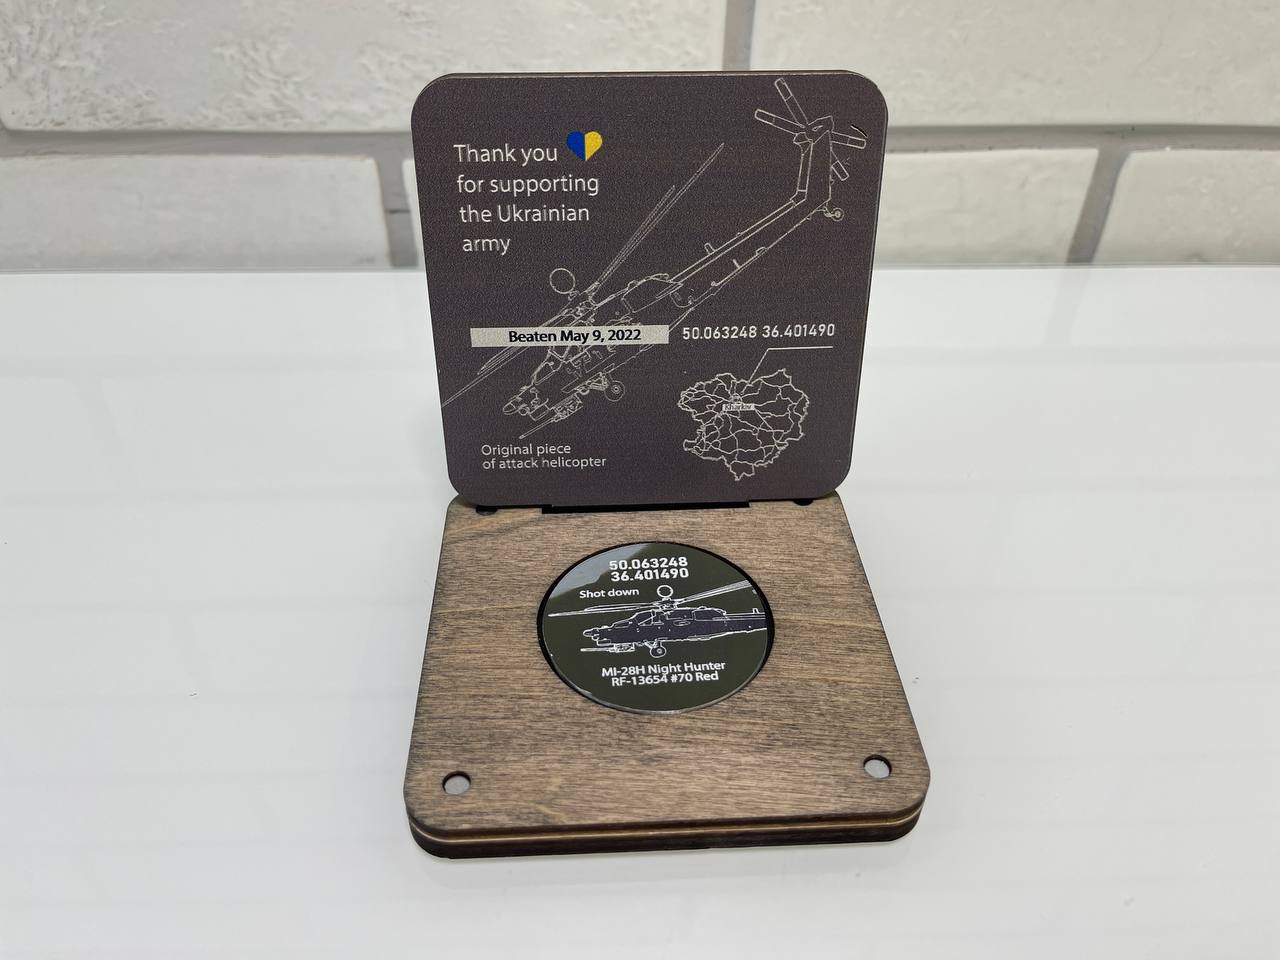 Thank you
for supporting
the Ukrainian
army
Beaten May 9, 2022
50.063248 36.401490
Kharkiv
Original piece
of attack helicopter
50.063248
36.401490
Shot down
MI-28H Night Hunter
RF-13654 #70 Red